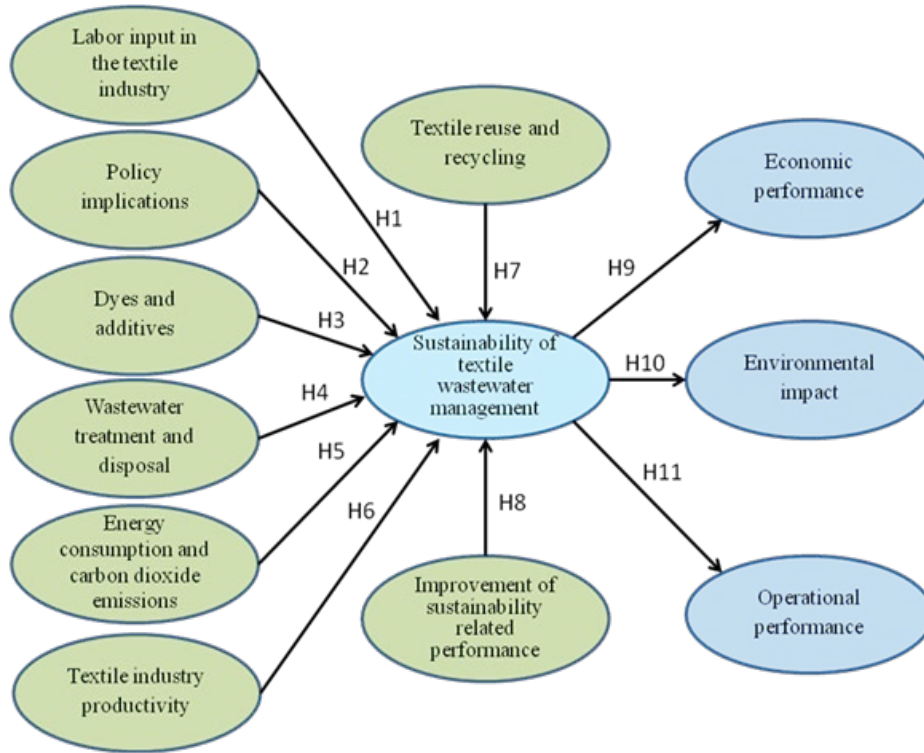 Labor input in
the textile
industry
Policy
implications
Dyes and
additives
Wastewater
treatment and
disposal
Energy
consumption and
carbon dioxide
emissions
Textile industry
productivity
H1
H2
H3
H4
H5
H6
Textile reuse and
recycling
H7
Sustainability of
textile
wastewater
management
H8
Improvement of
sustainability
related
performance
H9
H10
H11
Economic
performance
Environmental
impact
Operational
performance